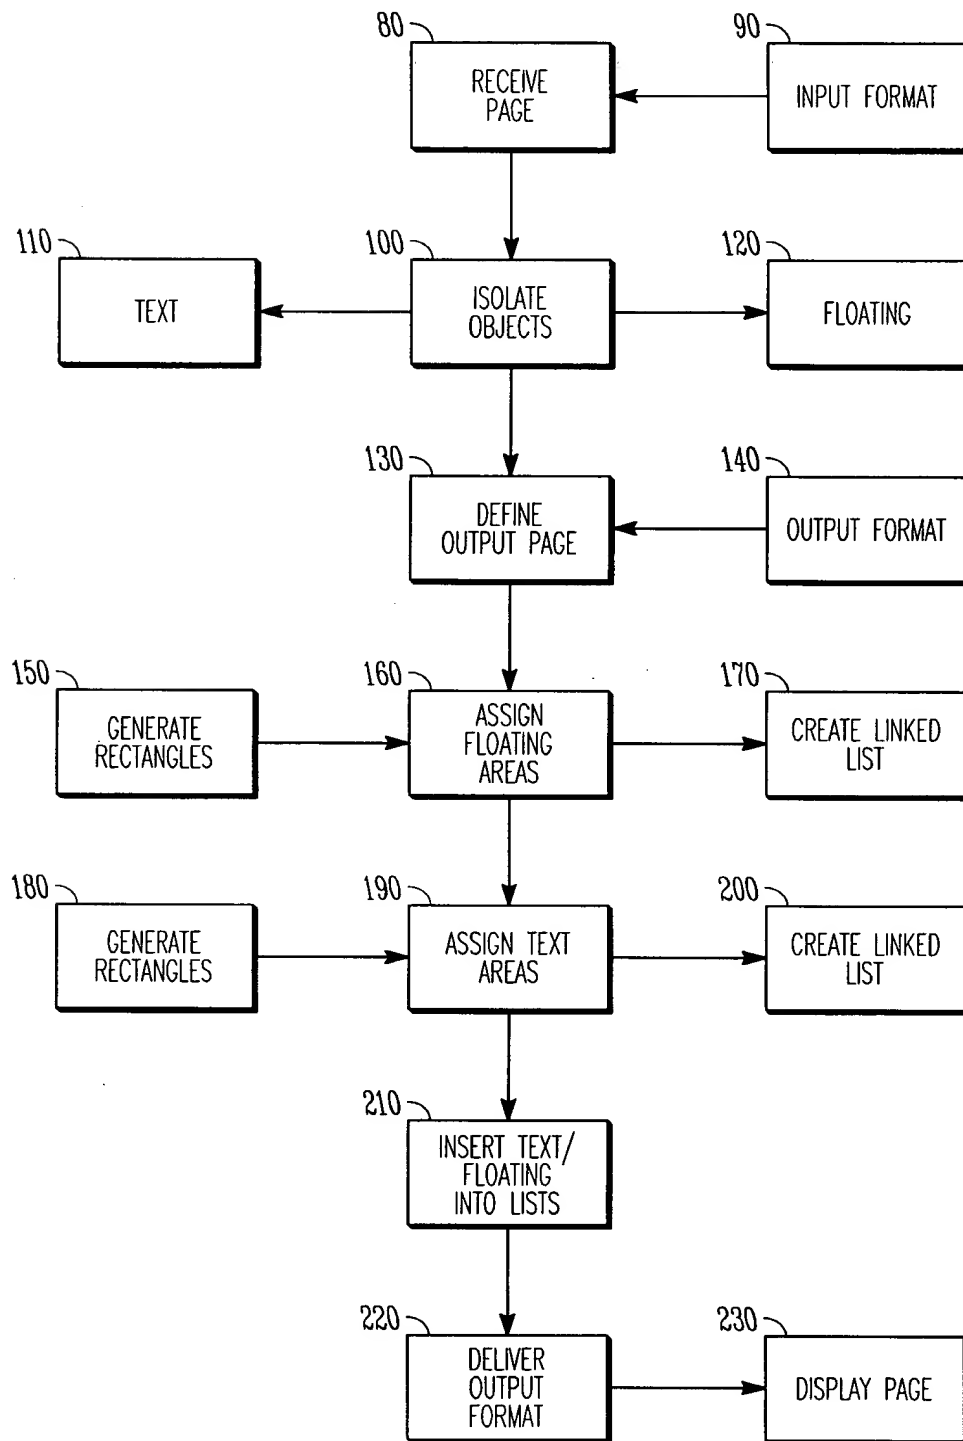 80
RECEIVE
PAGE
90
INPUT FORMAT
110
TEXT
100
ISOLATE
OBJECTS
120
FLOATING
130
DEFINE
OUTPUT PAGE
140
OUTPUT FORMAT
150
GENERATE
RECTANGLES
160
ASSIGN
FLOATING
AREAS
170
CREATE LINKED
LIST
180
GENERATE
RECTANGLES
190
ASSIGN TEXT
AREAS
200
CREATE LINKED
LIST
210
INSERT TEXT/
FLOATING
INTO LISTS
220
DELIVER
OUTPUT
FORMAT
230
DISPLAY PAGE